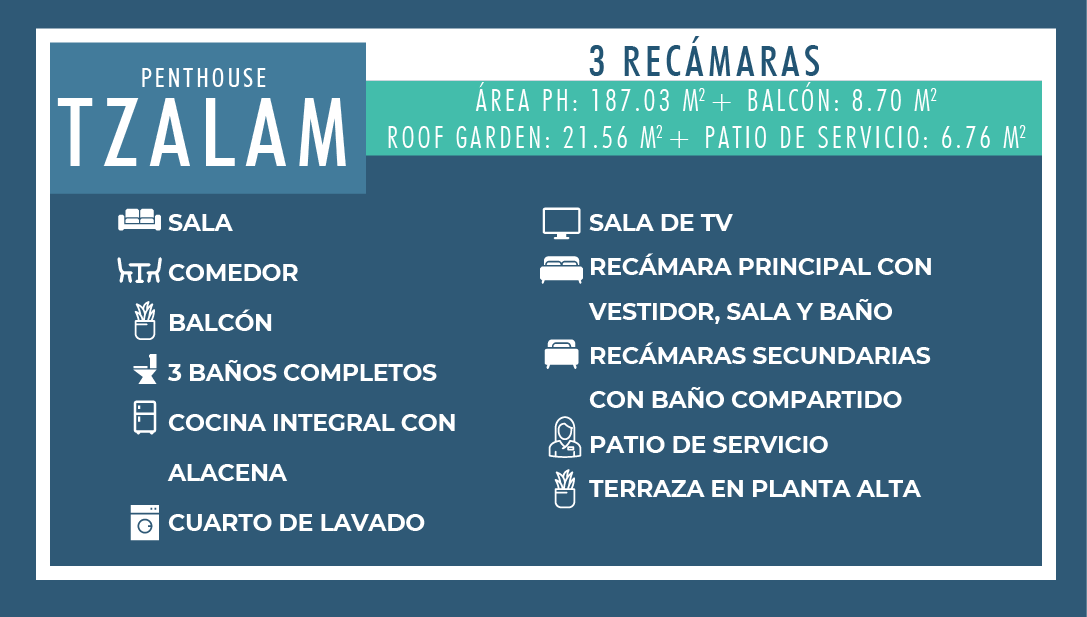 PENTHOUSE
TZALAM
3 RECÁMARAS
ÁREA PH: 187.03 M² + BALCÓN: 8.70 M²
ROOF GARDEN: 21.56 M² + PATIO DE SERVICIO: 6.76 M²
SALA
COMEDOR
BALCÓN
3 BAÑOS COMPLETOS
COCINA INTEGRAL CON
ALACENA
CUARTO DE LAVADO
SALA DE TV
RECÁMARA PRINCIPAL CON
VESTIDOR, SALA Y BAÑO
RECÁMARAS SECUNDARIAS
CON BAÑO COMPARTIDO
PATIO DE SERVICIO
TERRAZA EN PLANTA ALTA